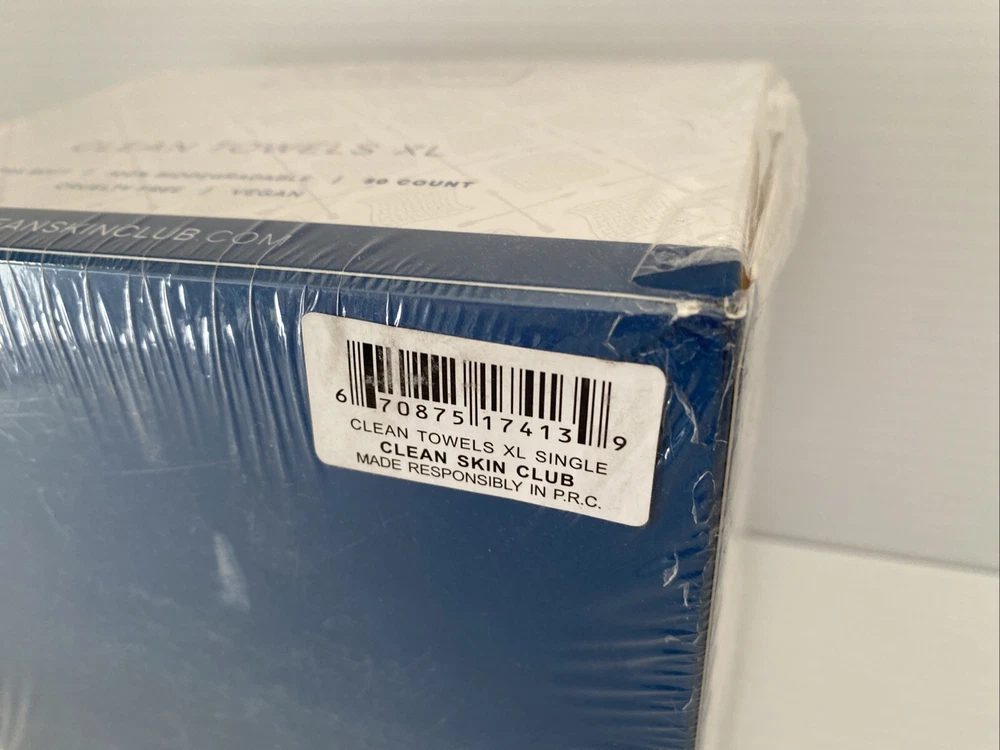 CLEAN TOWELS XL
100% BIODEGRADABLE | 50 COUNT
CRUELTY FREE | VEGAN
EANSKINCLUB.COM
6 70875 17413 9
CLEAN TOWELS XL SINGLE
CLEAN SKIN CLUB
MADE RESPONSIBLY IN P.R.C.